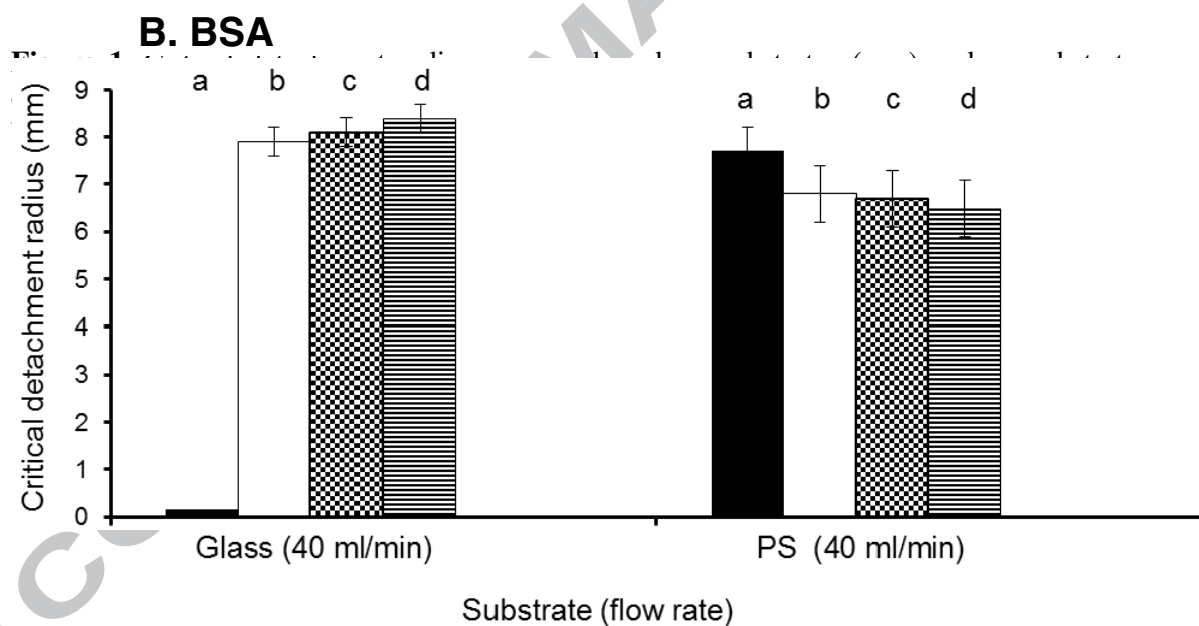 B. BSA
a b c d
a b c d
Critical detachment radius (mm)
9
8
7
6
5
4
3
2
1
0
Glass (40 ml/min) PS (40 ml/min)
Substrate (flow rate)